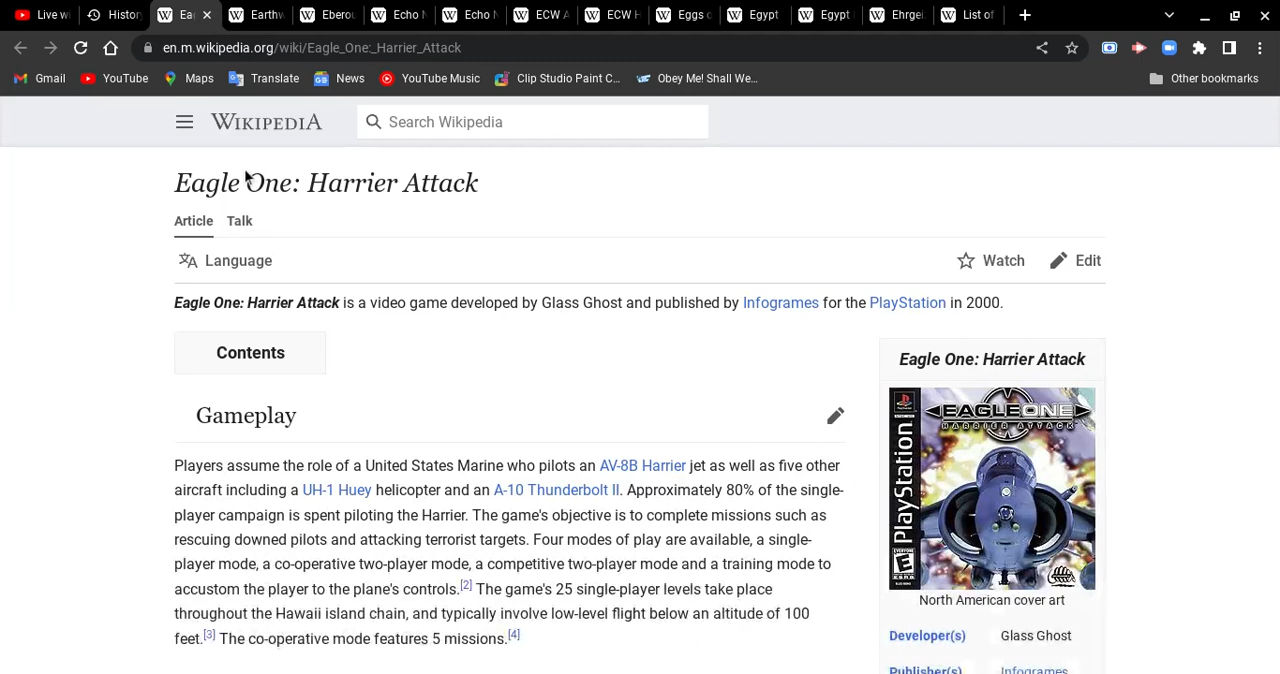 Live wi
History
Eag
Earthw
Eberou
Echo N
Echo N
ECW A
ECW H
Eggs o
Egypt
Egypt
Ehrgei
List of
en.m.wikipedia.org/wiki/Eagle_One:_Harrier_Attack
Gmail YouTube Maps Translate News YouTube Music Clip Studio Paint C... Obey Me! Shall We... Other bookmarks
WIKIPEDIA Search Wikipedia
Eagle One: Harrier Attack
Article Talk
Language Watch Edit
Eagle One: Harrier Attack is a video game developed by Glass Ghost and published by Infogrames for the PlayStation in 2000.
Contents
Gameplay
Players assume the role of a United States Marine who pilots an AV-8B Harrier jet as well as five other
aircraft including a UH-1 Huey helicopter and an A-10 Thunderbolt II. Approximately 80% of the single-
player campaign is spent piloting the Harrier. The game's objective is to complete missions such as
rescuing downed pilots and attacking terrorist targets. Four modes of play are available, a single-
player mode, a co-operative two-player mode, a competitive two-player mode and a training mode to
accustom the player to the plane's controls.[2] The game's 25 single-player levels take place
throughout the Hawaii island chain, and typically involve low-level flight below an altitude of 100
feet.[3] The co-operative mode features 5 missions.[4]
Eagle One: Harrier Attack
EAGLE ONE
HARRIER ATTACK
PlayStation
EVERYONE
E
ESRB
North American cover art
Developer(s) Glass Ghost
Publisher(s) Infogrames